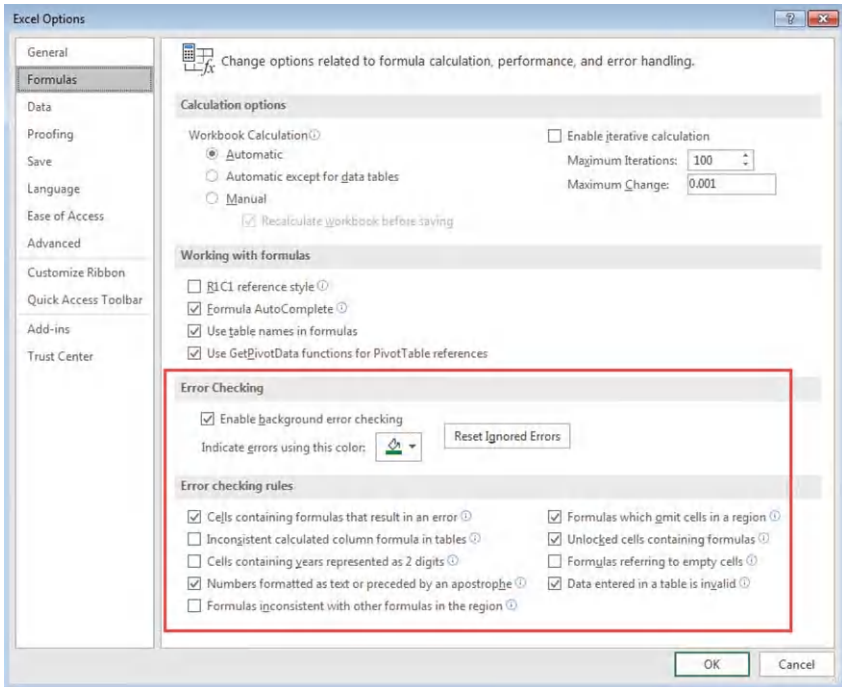 Excel Options
General
Formulas
Data
Proofing
Save
Language
Ease of Access
Advanced
Customize Ribbon
Quick Access Toolbar
Add-ins
Trust Center
fx Change options related to formula calculation, performance, and error handling.
Calculation options
Workbook Calculation
Automatic
Automatic except for data tables
Manual
Recalculate workbook before saving
Enable iterative calculation
Maximum Iterations: 100
Maximum Change: 0.001
Working with formulas
R1C1 reference style
Formula AutoComplete
Use table names in formulas
Use GetPivotData functions for PivotTable references
Error Checking
Enable background error checking
Indicate errors using this color:
Reset Ignored Errors
Error checking rules
Cells containing formulas that result in an error
Inconsistent calculated column formula in tables
Cells containing years represented as 2 digits
Numbers formatted as text or preceded by an apostrophe
Formulas inconsistent with other formulas in the region
Formulas which omit cells in a region
Unlocked cells containing formulas
Formulas referring to empty cells
Data entered in a table is invalid
OK
Cancel